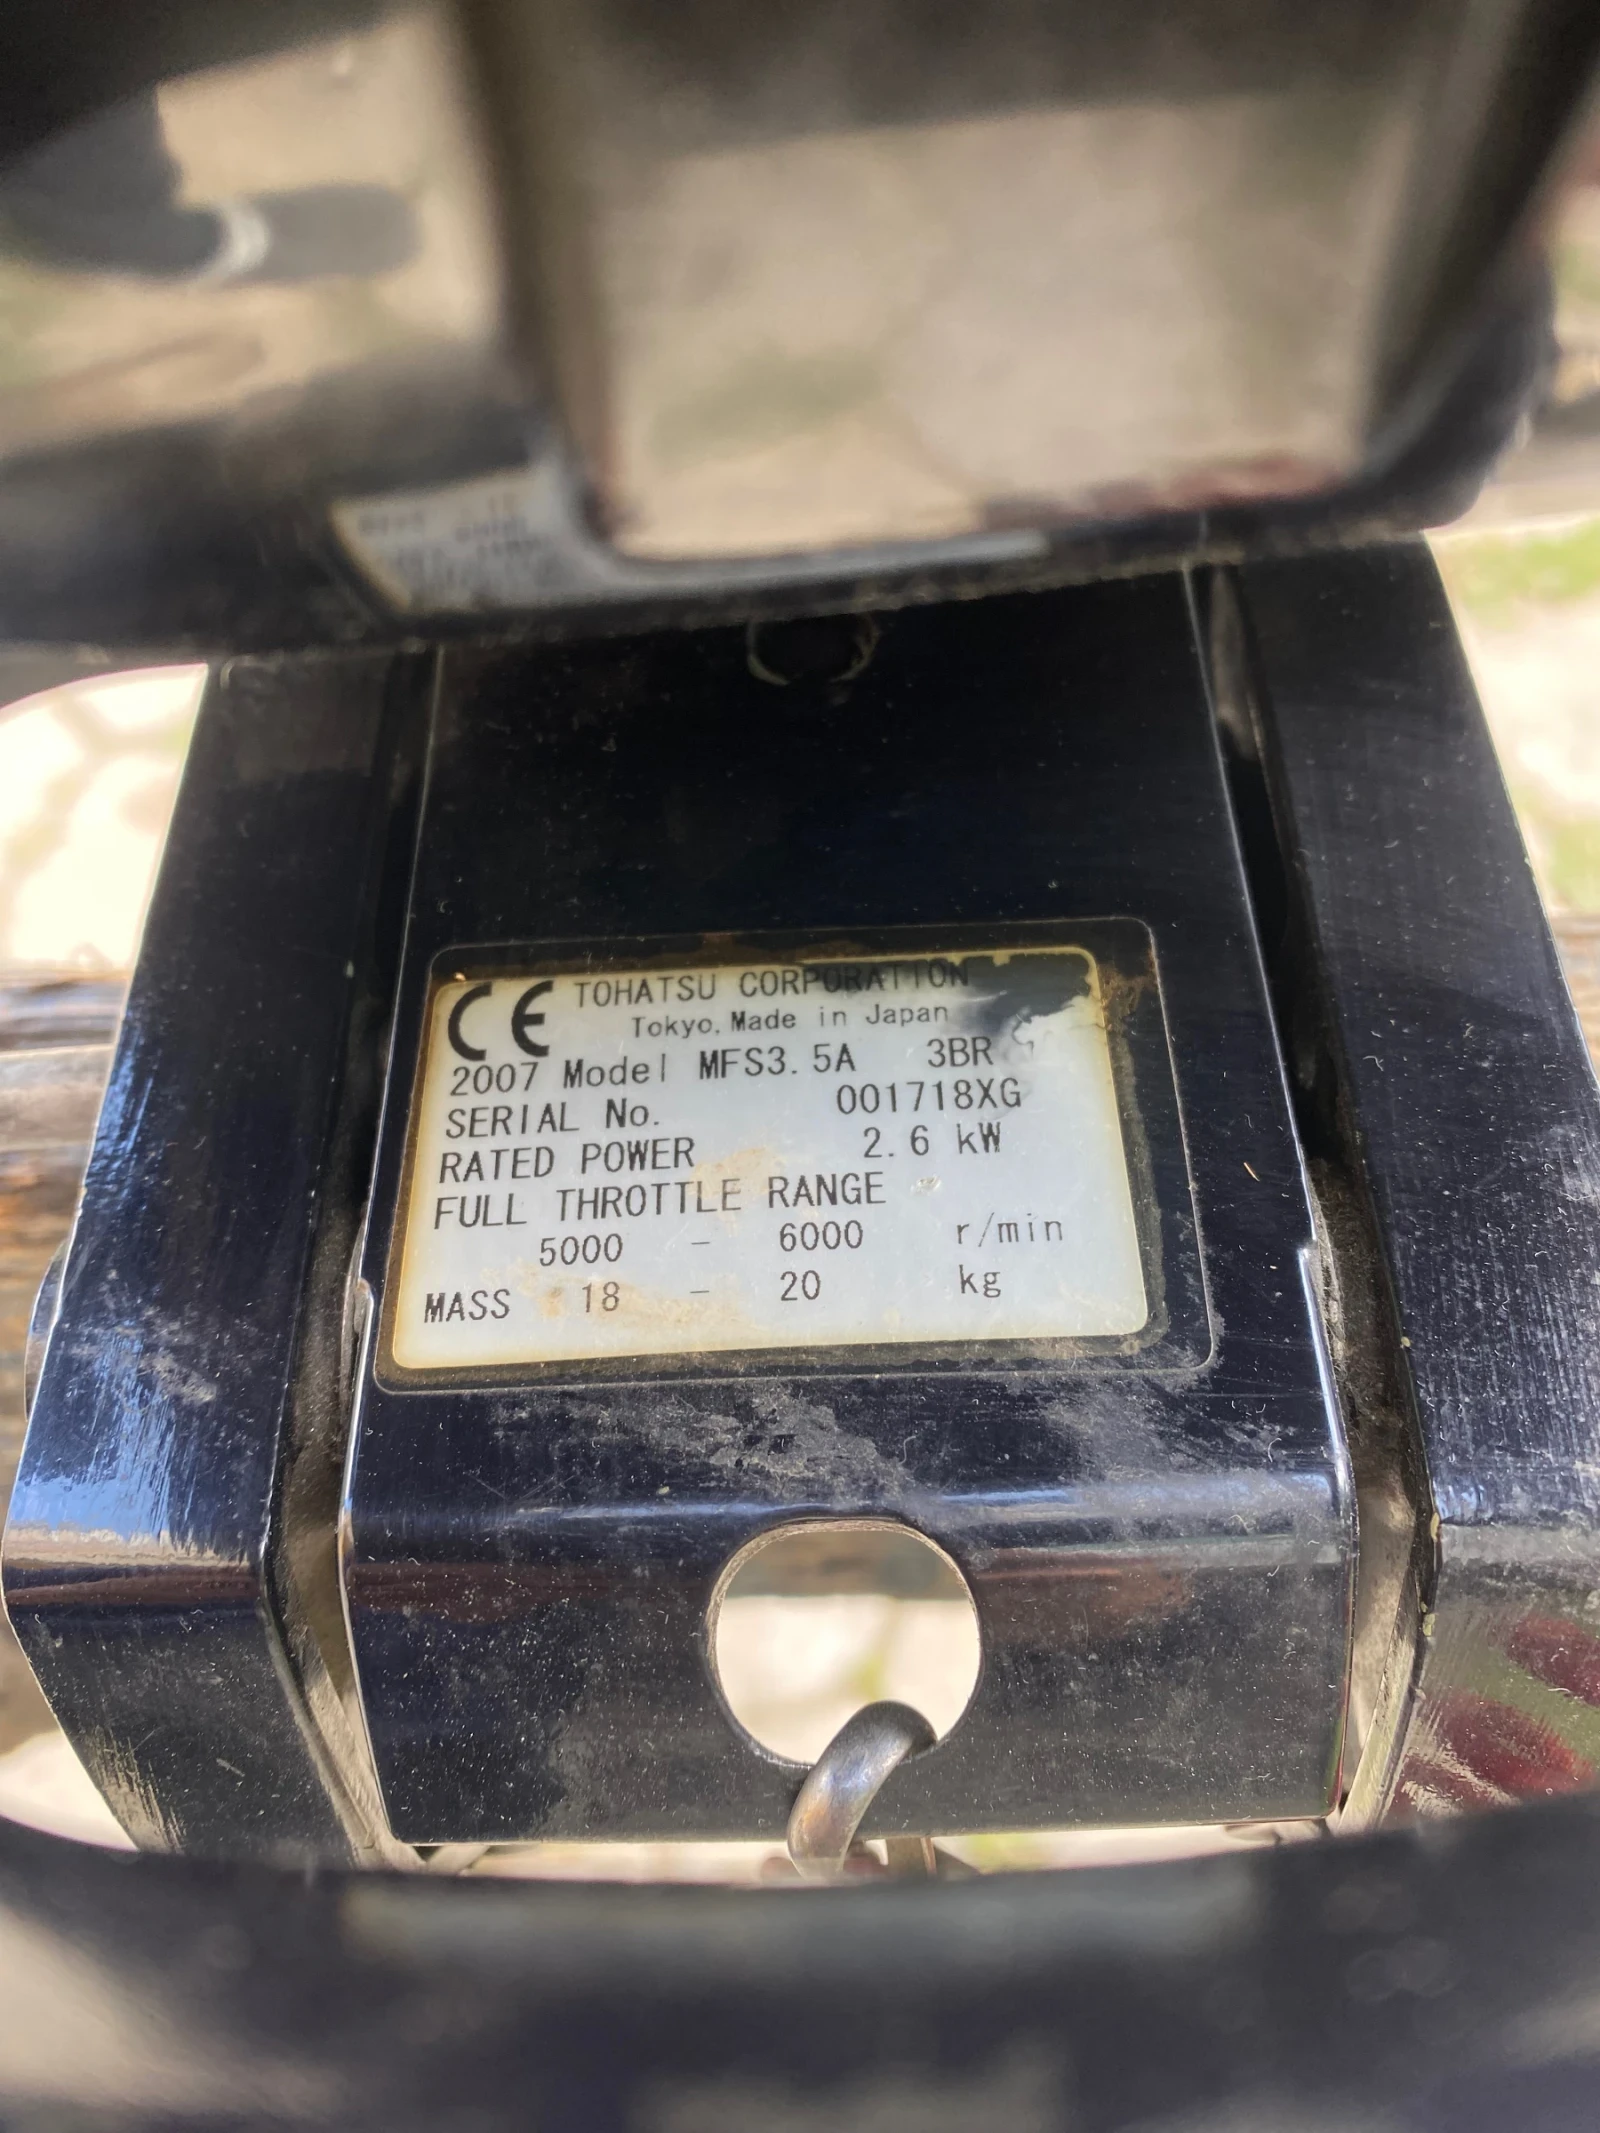 CE TOHATSU CORPORATION
Tokyo, Made in Japan
2007 Model MFS3.5A 3BR
SERIAL No. 001718XG
RATED POWER 2.6 kW
FULL THROTTLE RANGE
5000 - 6000 r/min
MASS 18 - 20 kg